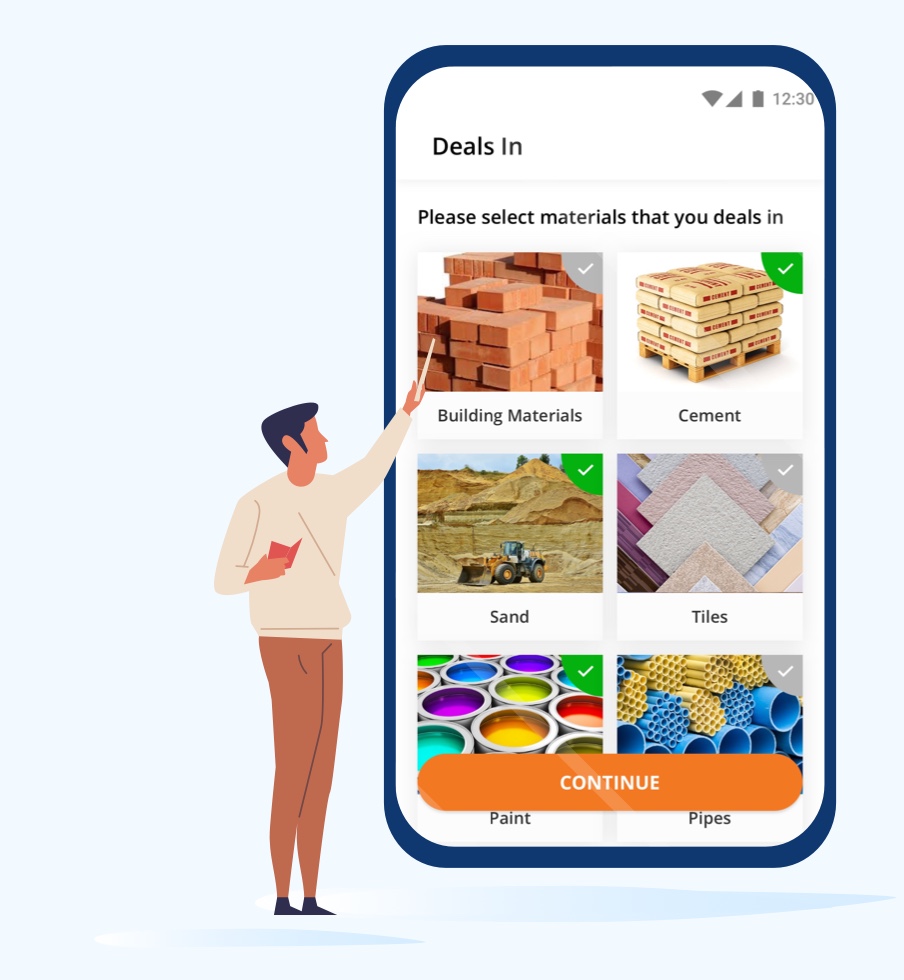 12:30
Deals In
Please select materials that you deals in
CEMENT
Building Materials
Cement
Sand
Tiles
CONTINUE
Paint
Pipes